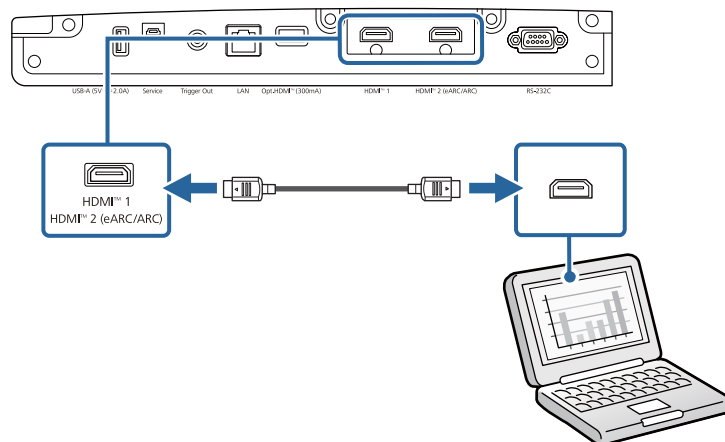 USB-A (5V 2.0A)
Service
Trigger Out
LAN
Opt.HDMI™ (300mA)
HDMI™ 1
HDMI™ 2 (eARC/ARC)
RS-232C
HDMI™ 1
HDMI™ 2 (eARC/ARC)